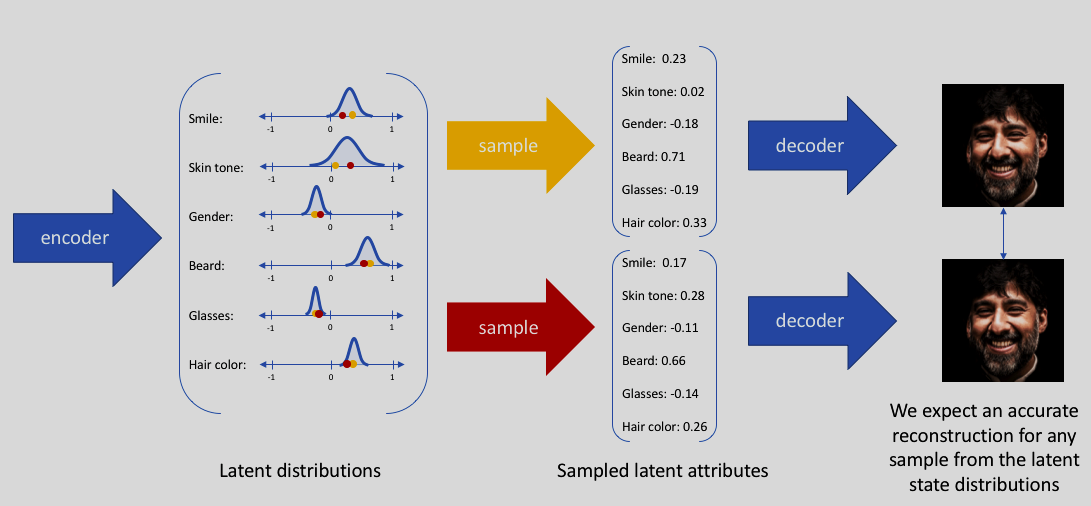 encoder
Smile:
-1 0 1
Skin tone:
-1 0 1
Gender:
-1 0 1
Beard:
-1 0 1
Glasses:
-1 0 1
Hair color:
-1 0 1
Latent distributions
sample
sample
Smile: 0.23
Skin tone: 0.02
Gender: -0.18
Beard: 0.71
Glasses: -0.19
Hair color: 0.33
Smile: 0.17
Skin tone: 0.28
Gender: -0.11
Beard: 0.66
Glasses: -0.14
Hair color: 0.26
Sampled latent attributes
decoder
decoder
We expect an accurate
reconstruction for any
sample from the latent
state distributions